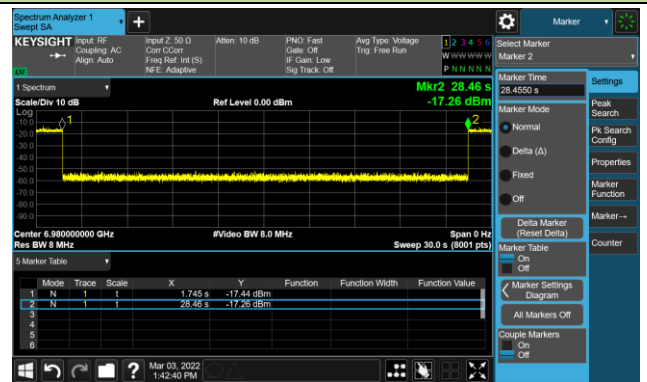 Spectrum Analyzer 1
Swept SA
Marker
KEYSIGHT
Input: RF
Coupling: AC
Align: Auto
Input Z: 50 Ω
Corr CCorr
Freq Ref: Int (S)
NFE: Adaptive
Atten: 10 dB
PNO: Fast
Gate: Off
IF Gain: Low
Sig Track: Off
Avg Type: Voltage
Trig: Free Run
1 2 3 4 5 6
W W W W W W
P N N N N N
Select Marker
Marker 2
1 Spectrum
Mkr2 28.46 s
-17.26 dBm
Scale/Div 10 dB
Ref Level 0.00 dBm
Log
-10.0
-20.0
-30.0
-40.0
-50.0
-60.0
-70.0
-80.0
-90.0
1
2
Center 6.980000000 GHz
#Video BW 8.0 MHz
Span 0 Hz
Res BW 8 MHz
Sweep 30.0 s (8001 pts)
5 Marker Table
Mode Trace Scale X Y Function Function Width Function Value
1 N 1 t 1.745 s -17.44 dBm
2 N 1 t 28.46 s -17.26 dBm
3
4
5
6
Marker Time
28.4550 s
Marker Mode
Normal
Delta (Δ)
Fixed
Off
Delta Marker
(Reset Delta)
Marker Table
On
Off
Marker Settings
Diagram
All Markers Off
Couple Markers
On
Off
Settings
Peak
Search
Pk Search
Config
Properties
Marker
Function
Marker→
Counter
?
Mar 03, 2022
1:42:40 PM